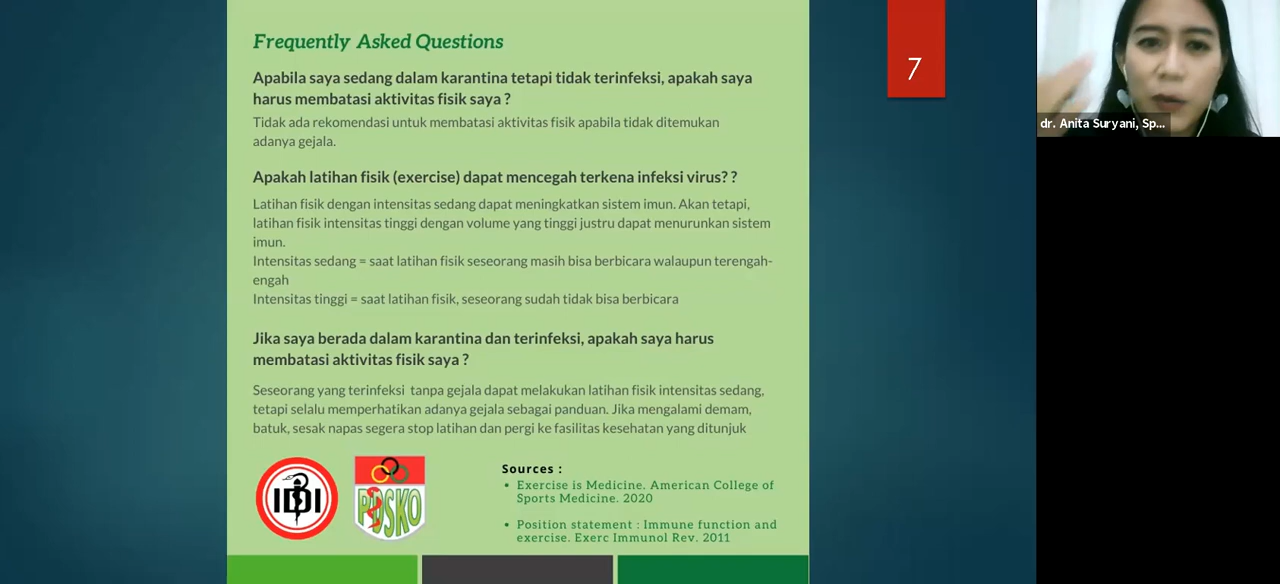 Frequently Asked Questions
7
dr. Anita Suryani, Sp...
Apabila saya sedang dalam karantina tetapi tidak terinfeksi, apakah saya
harus membatasi aktivitas fisik saya ?
Tidak ada rekomendasi untuk membatasi aktivitas fisik apabila tidak ditemukan
adanya gejala.
Apakah latihan fisik (exercise) dapat mencegah terkena infeksi virus? ?
Latihan fisik dengan intensitas sedang dapat meningkatkan sistem imun. Akan tetapi,
latihan fisik intensitas tinggi dengan volume yang tinggi justru dapat menurunkan sistem
imun.
Intensitas sedang = saat latihan fisik seseorang masih bisa berbicara walaupun terengah-
engah
Intensitas tinggi = saat latihan fisik, seseorang sudah tidak bisa berbicara
Jika saya berada dalam karantina dan terinfeksi, apakah saya harus
membatasi aktivitas fisik saya ?
Seseorang yang terinfeksi tanpa gejala dapat melakukan latihan fisik intensitas sedang,
tetapi selalu memperhatikan adanya gejala sebagai panduan. Jika mengalami demam,
batuk, sesak napas segera stop latihan dan pergi ke fasilitas kesehatan yang ditunjuk
IDI
PDSKO
Sources :
• Exercise is Medicine. American College of
Sports Medicine. 2020
• Position statement : Immune function and
exercise. Exerc Immunol Rev. 2011